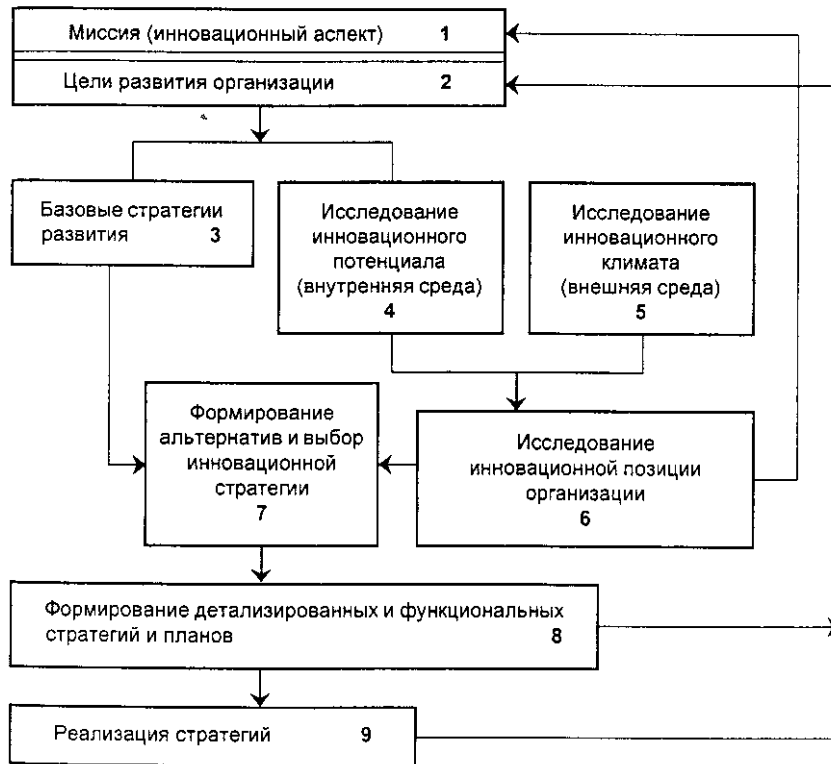 Миссия (инновационный аспект) 1
Цели развития организации 2
Базовые стратегии
развития 3
Исследование
инновационного
потенциала
(внутренняя среда)
4
Исследование
инновационного
климата
(внешняя среда)
5
Формирование
альтернатив и выбор
инновационной
стратегии
7
Исследование
инновационной позиции
организации
6
Формирование детализированных и функциональных
стратегий и планов 8
Реализация стратегий 9